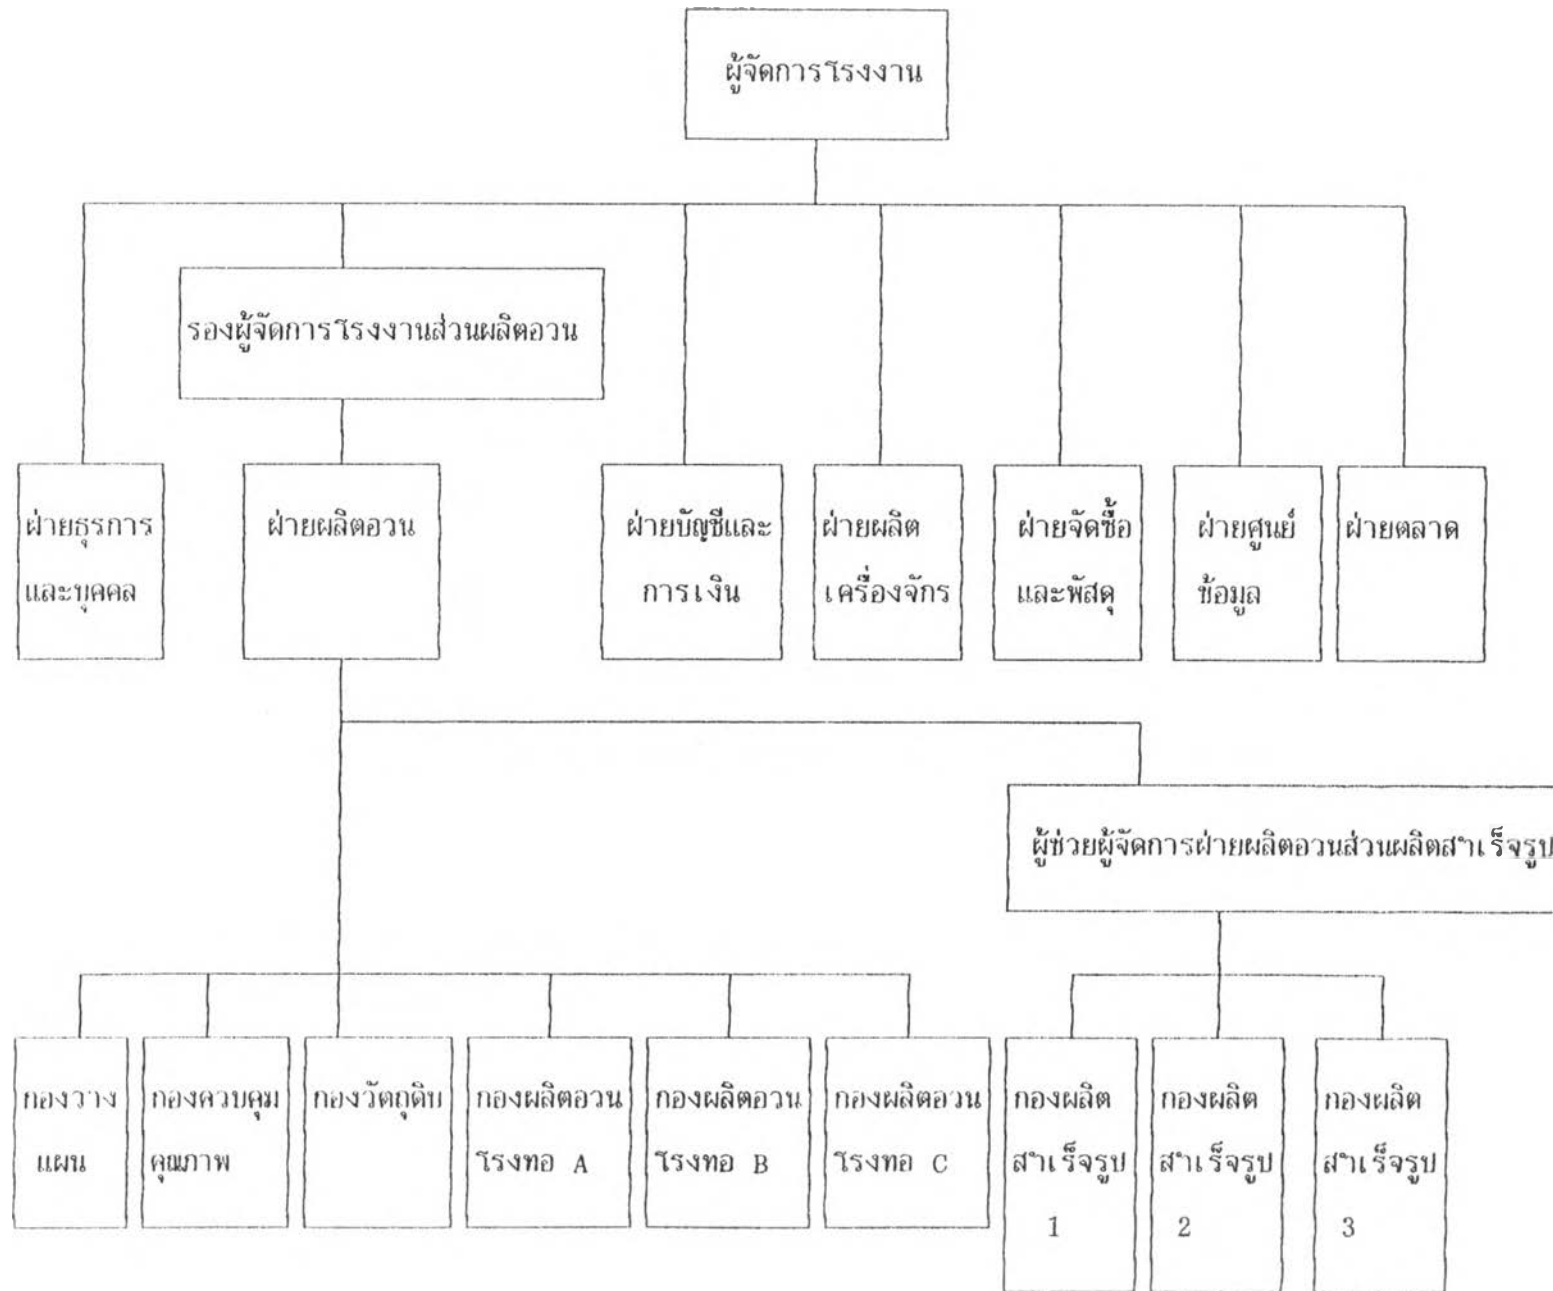 ผู้จัดการโรงงาน
รองผู้จัดการโรงงานส่วนผลิตอวน
ฝ่ายธุรการ
และบุคคล
ฝ่ายผลิตอวน
ฝ่ายบัญชีและ
การเงิน
ฝ่ายผลิต
เครื่องจักร
ฝ่ายจัดซื้อ
และพัสดุ
ฝ่ายศูนย์
ข้อมูล
ฝ่ายตลาด
ผู้ช่วยผู้จัดการฝ่ายผลิตอวนส่วนผลิตสำเร็จรูป
กองวาง
แผน
กองควบคุม
คุณภาพ
กองวัตถุดิบ
กองผลิตอวน
โรงทอ A
กองผลิตอวน
โรงทอ B
กองผลิตอวน
โรงทอ C
กองผลิต
สำเร็จรูป
1
กองผลิต
สำเร็จรูป
2
กองผลิต
สำเร็จรูป
3